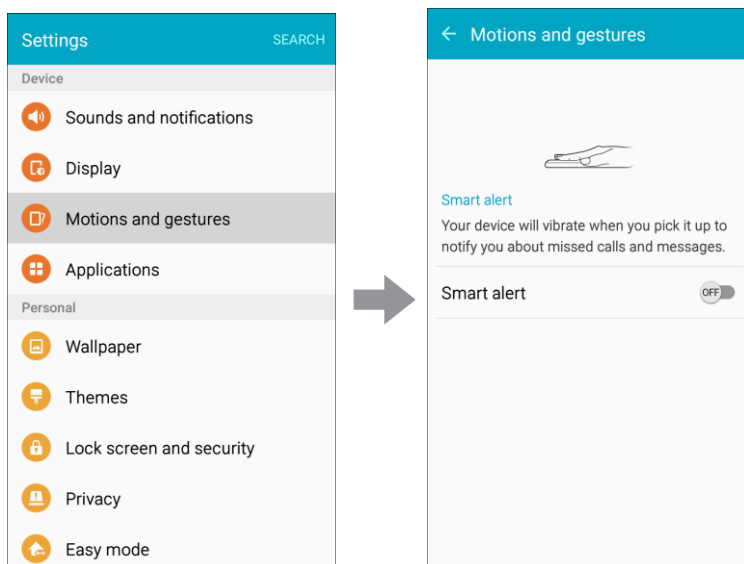 Settings
SEARCH
Device
Sounds and notifications
Display
Motions and gestures
Applications
Personal
Wallpaper
Themes
Lock screen and security
Privacy
Easy mode
Motions and gestures
Smart alert
Your device will vibrate when you pick it up to
notify you about missed calls and messages.
Smart alert
OFF